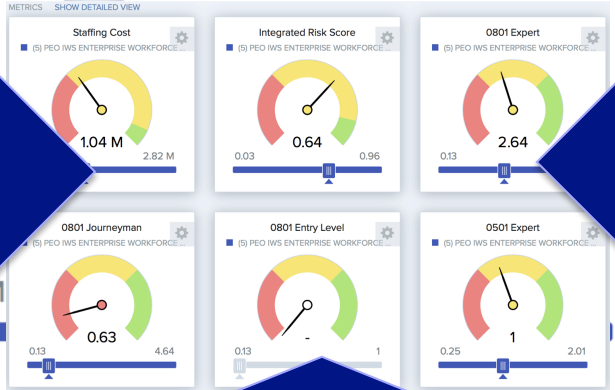 METRICS SHOW DETAILED VIEW
Staffing Cost
(5) PEO IWS ENTERPRISE WORKFORCE ...
1.04 M
2.82 M
Integrated Risk Score
(5) PEO IWS ENTERPRISE WORKFORCE ...
0.64
0.03 0.96
0801 Expert
(5) PEO IWS ENTERPRISE WORKFORCE ...
2.64
0.13
0801 Journeyman
(5) PEO IWS ENTERPRISE WORKFORCE ...
0.63
0.13 4.64
0801 Entry Level
(5) PEO IWS ENTERPRISE WORKFORCE ...
-
0.13 1
0501 Expert
(5) PEO IWS ENTERPRISE WORKFORCE ...
1
0.25 2.01